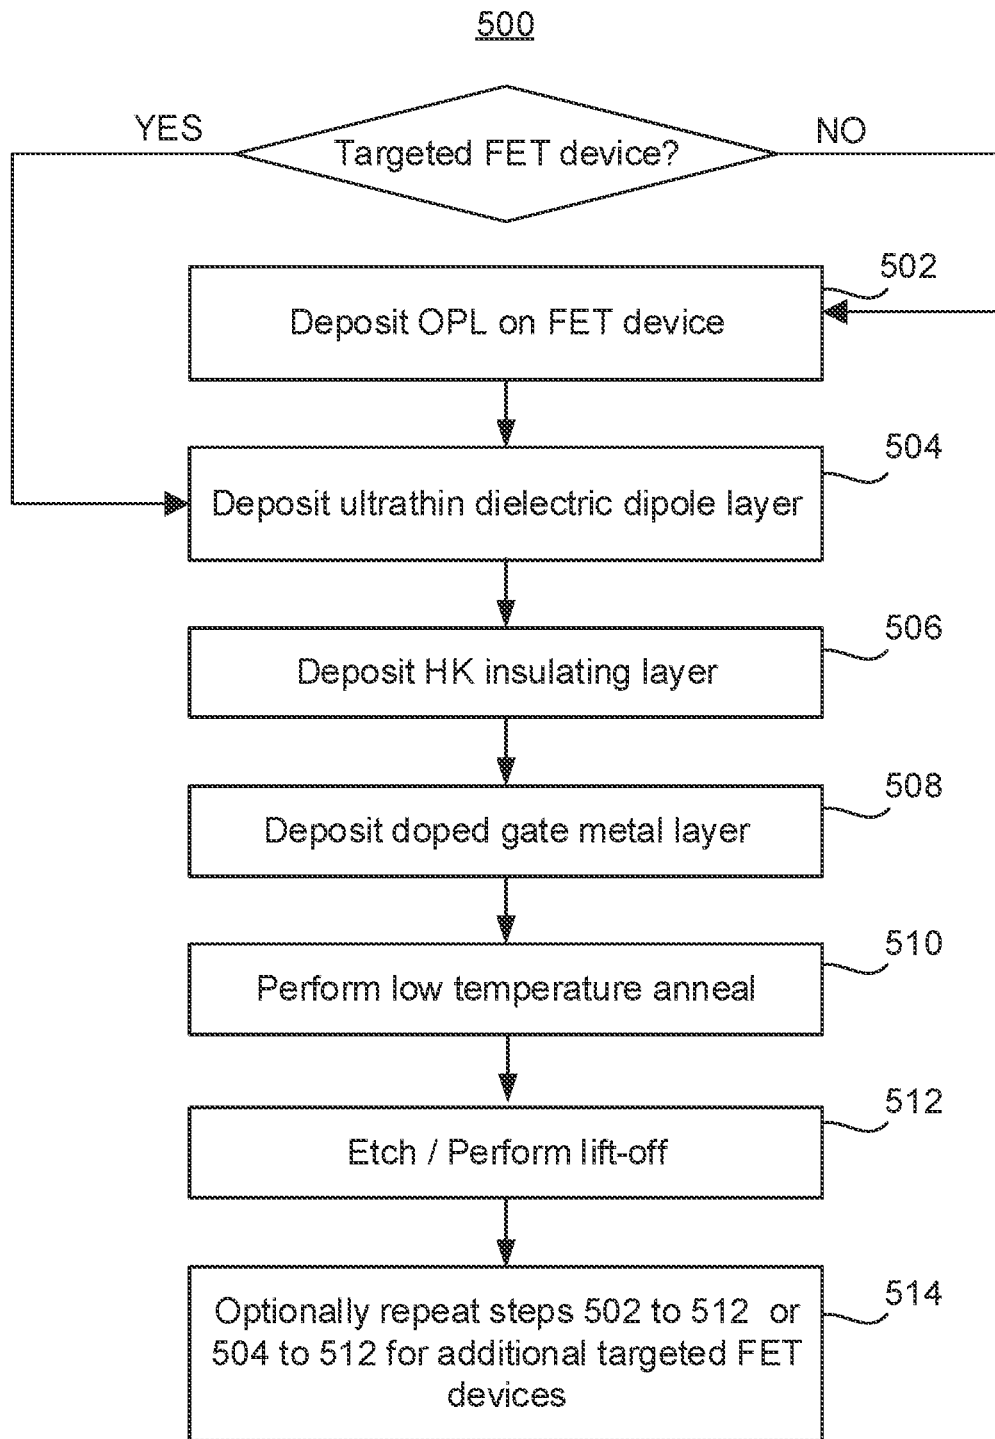 500
YES
Targeted FET device?
NO
502
Deposit OPL on FET device
504
Deposit ultrathin dielectric dipole layer
506
Deposit HK insulating layer
508
Deposit doped gate metal layer
510
Perform low temperature anneal
512
Etch / Perform lift-off
514
Optionally repeat steps 502 to 512 or
504 to 512 for additional targeted FET
devices